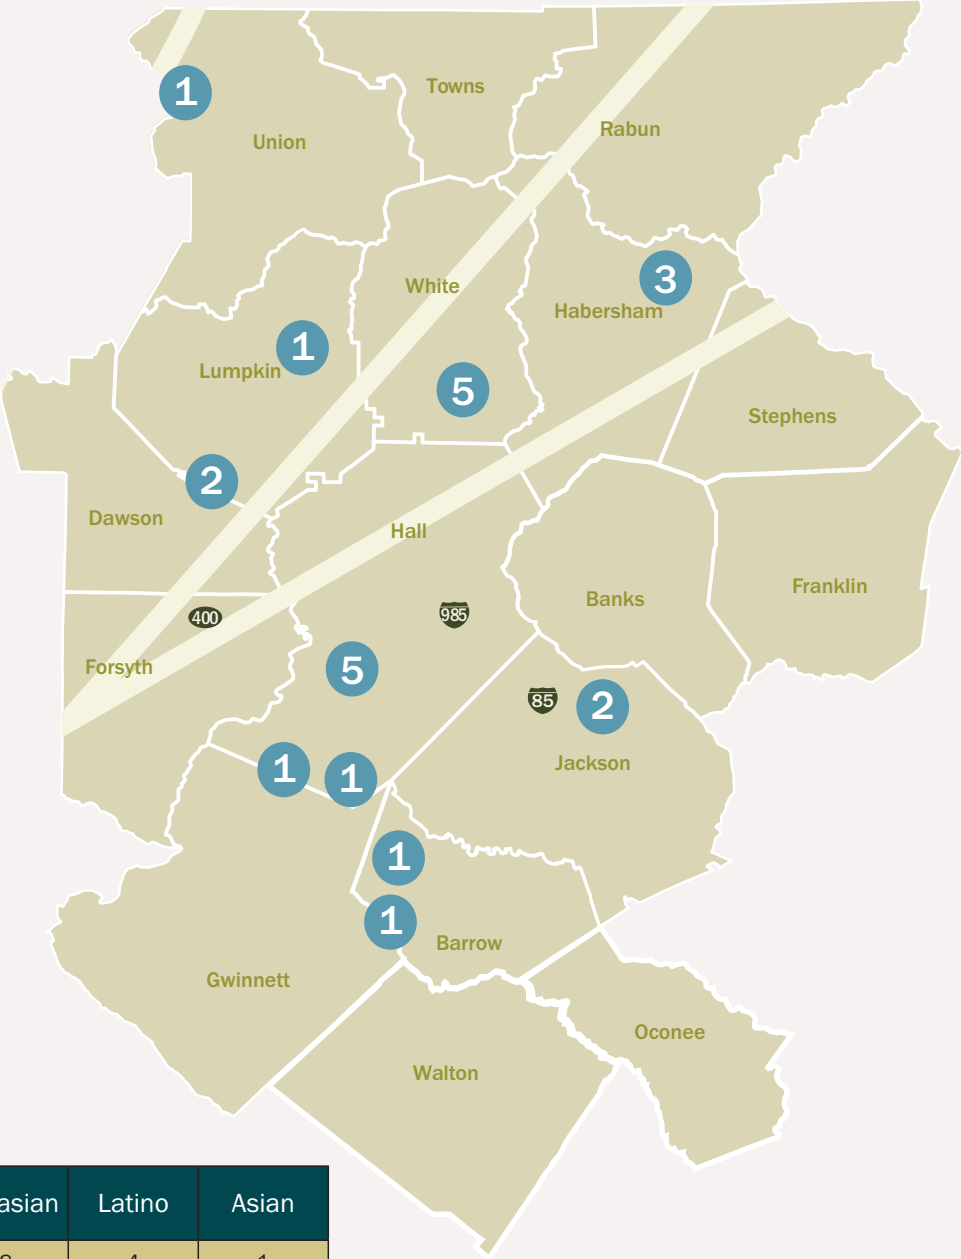 Towns
1
Rabun
Union
3
White
Habersham
1
Lumpkin
5
Stephens
2
Dawson
Hall
Franklin
Banks
400
985
Forsyth
5
85
2
Jackson
1
1
1
1
Barrow
Gwinnett
Oconee
Walton
asian Latino Asian